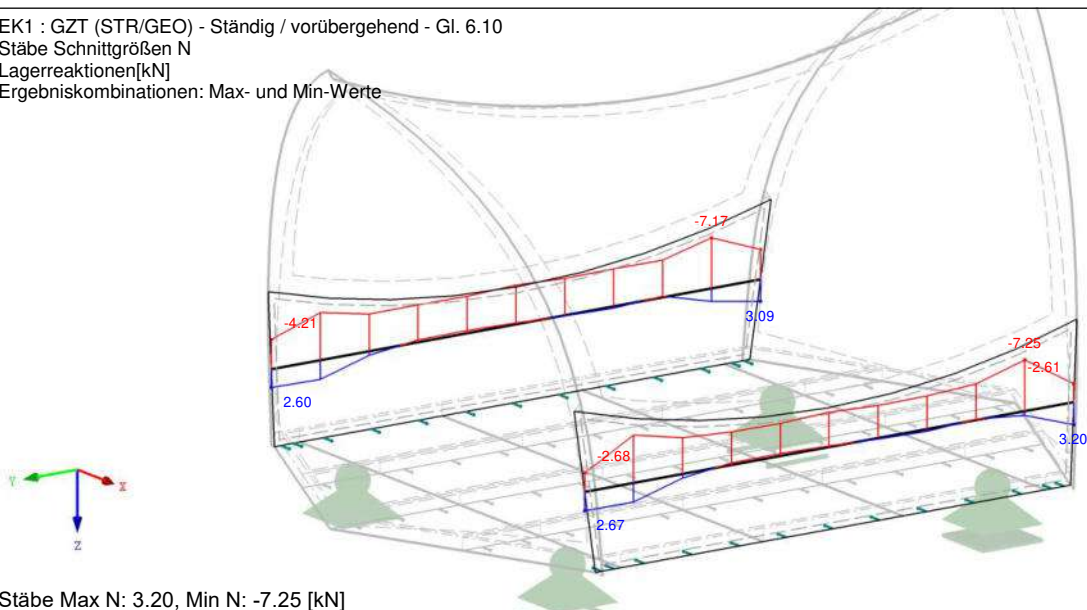 EK1 : GZT (STR/GEO) - Ständig / vorübergehend - Gl. 6.10
Stäbe Schnittgrößen N
Lagerreaktionen[kN]
Ergebniskombinationen: Max- und Min-Werte
-7.17
-4.21
3.09
-7.25
-2.61
2.60
-2.68
3.20
2.67
Y
X
Z
Stäbe Max N: 3.20, Min N: -7.25 [kN]